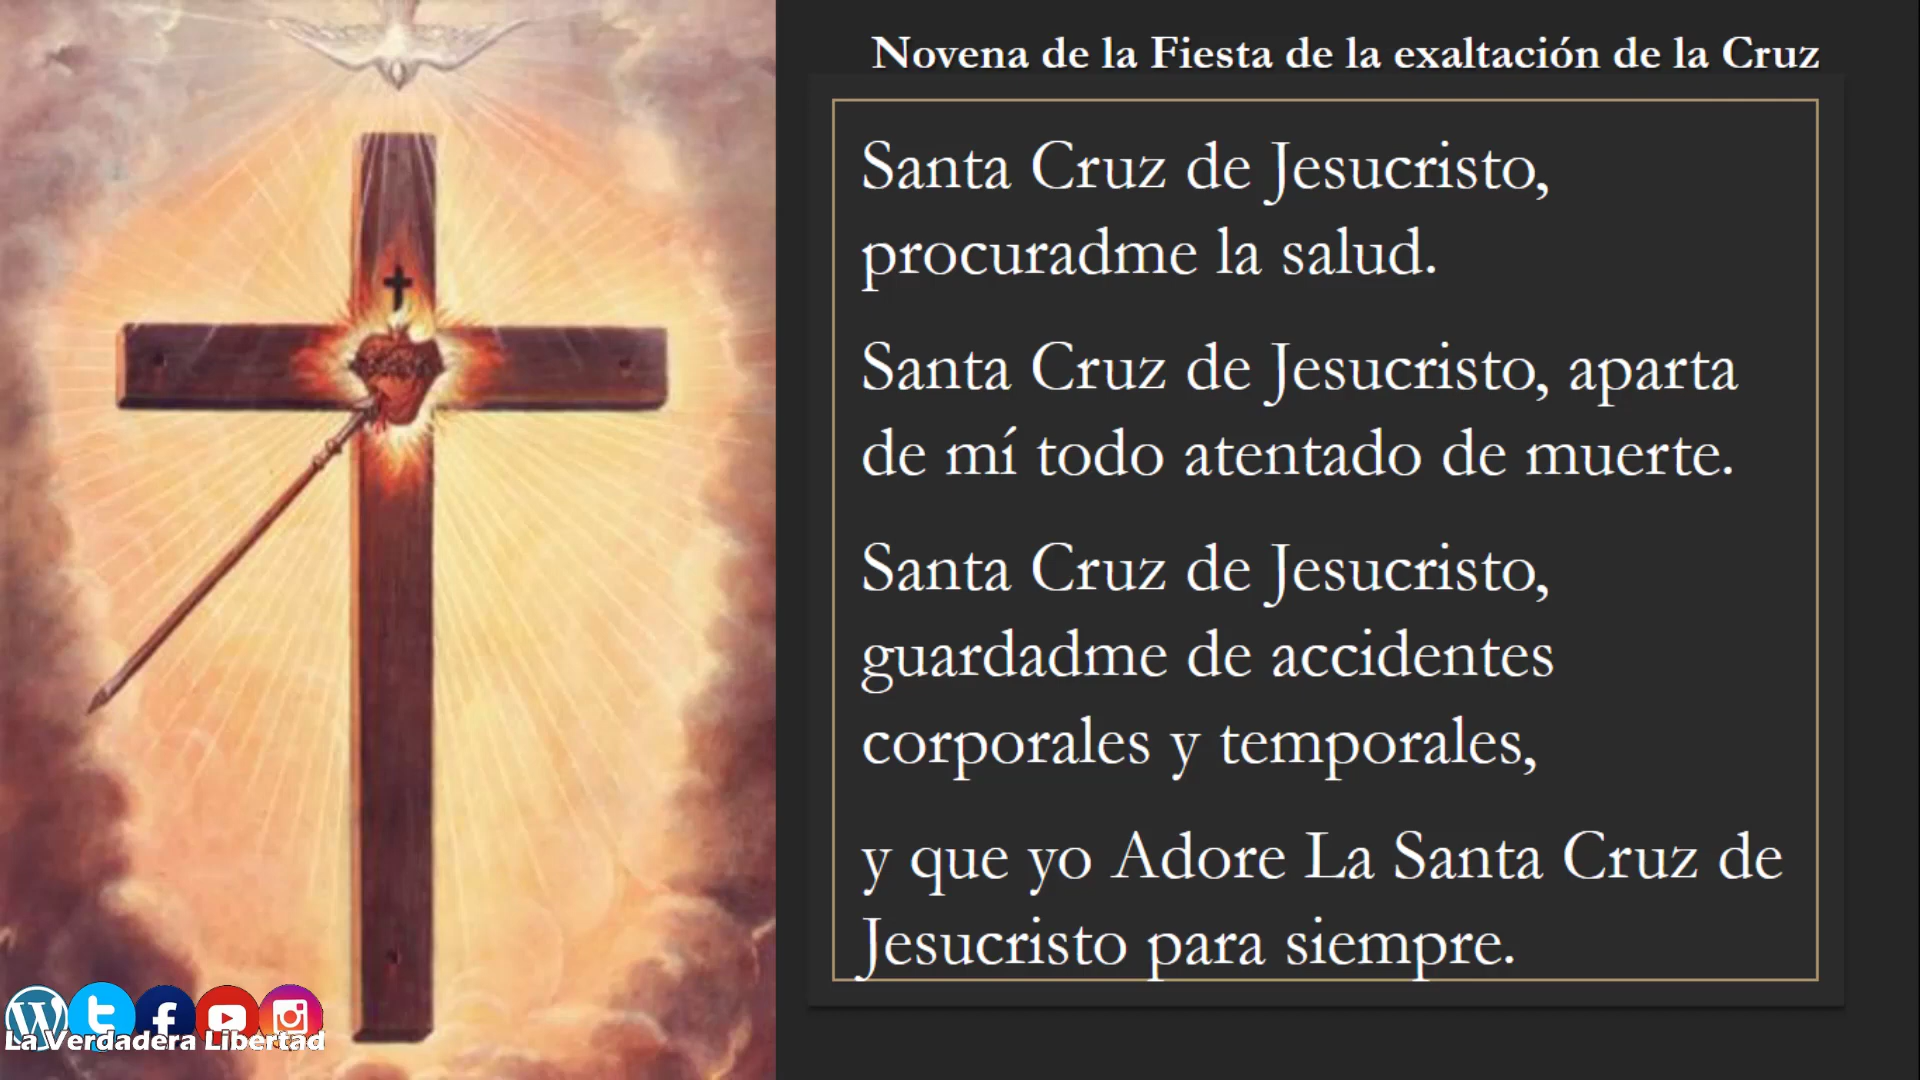 Novena de la Fiesta de la exaltación de la Cruz
Santa Cruz de Jesucristo,
procuradme la salud.
Santa Cruz de Jesucristo, aparta
de mí todo atentado de muerte.
Santa Cruz de Jesucristo,
guardadme de accidentes
corporales y temporales,
y que yo Adore La Santa Cruz de
Jesucristo para siempre.
La Verdadera Libertad